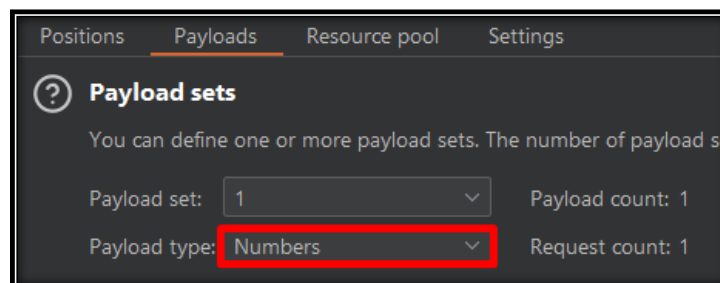 Positions Payloads Resource pool Settings
? Payload sets
You can define one or more payload sets. The number of payload s
Payload set: 1 Payload count: 1
Payload type: Numbers Request count: 1